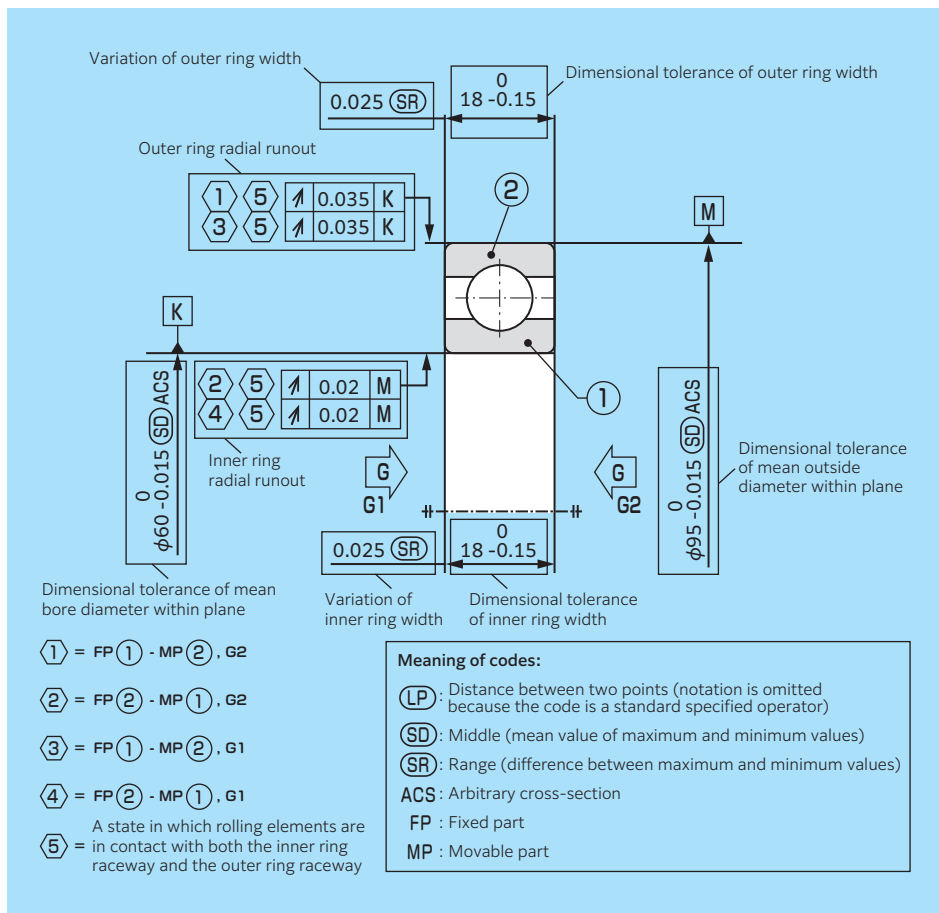 Variation of outer ring width
0.025 SR
0
18 -0.15
Dimensional tolerance of outer ring width
Outer ring radial runout
1 5 0.035 K
3 5 0.035 K
2
M
K
2 5 0.02 M
4 5 0.02 M
Inner ring
radial runout
1
0
ϕ60 -0.015 SD ACS
G
G1
G
G2
0
ϕ95 -0.015 SD ACS
Dimensional tolerance
of mean outside
diameter within plane
0.025 SR
0
18 -0.15
Dimensional tolerance of mean
bore diameter within plane
Variation of
inner ring width
Dimensional tolerance
of inner ring width
1 = FP 1 - MP 2 , G2
2 = FP 2 - MP 1 , G2
3 = FP 1 - MP 2 , G1
4 = FP 2 - MP 1 , G1
5 = A state in which rolling elements are
in contact with both the inner ring
raceway and the outer ring raceway
Meaning of codes:
LP : Distance between two points (notation is omitted
because the code is a standard specified operator)
SD : Middle (mean value of maximum and minimum values)
SR : Range (difference between maximum and minimum values)
ACS : Arbitrary cross-section
FP : Fixed part
MP : Movable part